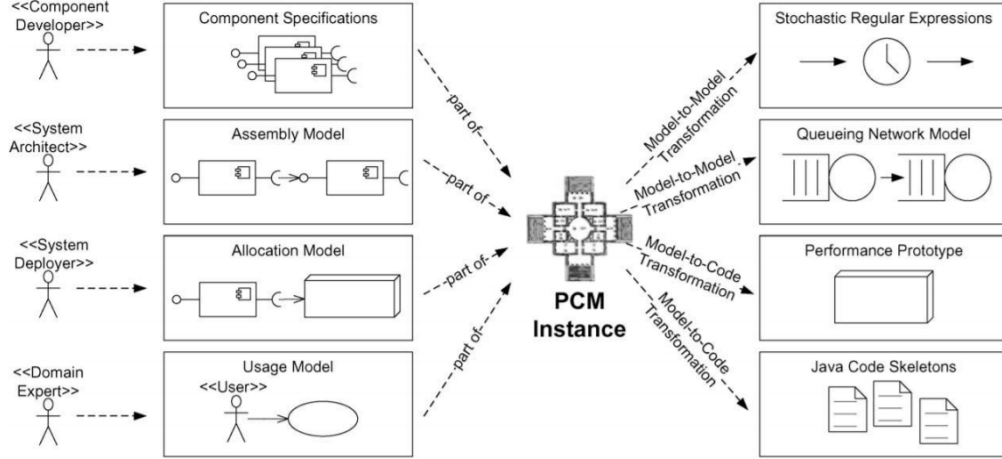 <<Component
Developer>>
Component Specifications
<<System
Architect>>
Assembly Model
<<System
Deployer>>
Allocation Model
<<Domain
Expert>>
Usage Model
<<User>>
part of
part of
part of
part of
PCM
Instance
Model-to-Model
Transformation
Model-to-Model
Transformation
Model-to-Code
Transformation
Model-to-Code
Transformation
Stochastic Regular Expressions
Queueing Network Model
Performance Prototype
Java Code Skeletons